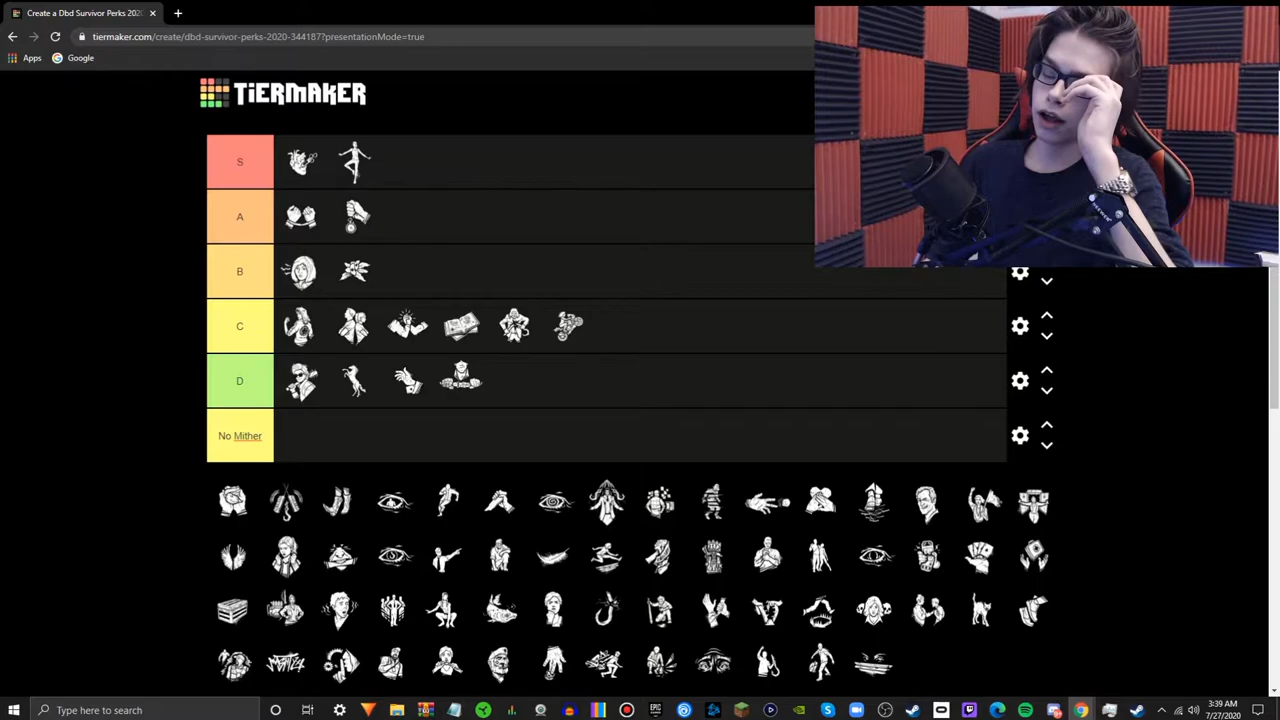 Create a Dbd Survivor Perks 202
tiermaker.com/create/dbd-survivor-perks-2020-344187?presentationMode=true
Apps
Google
TiERMAKER
S
A
B
C
D
No Mither
Type here to search
3:39 AM
7/27/2020